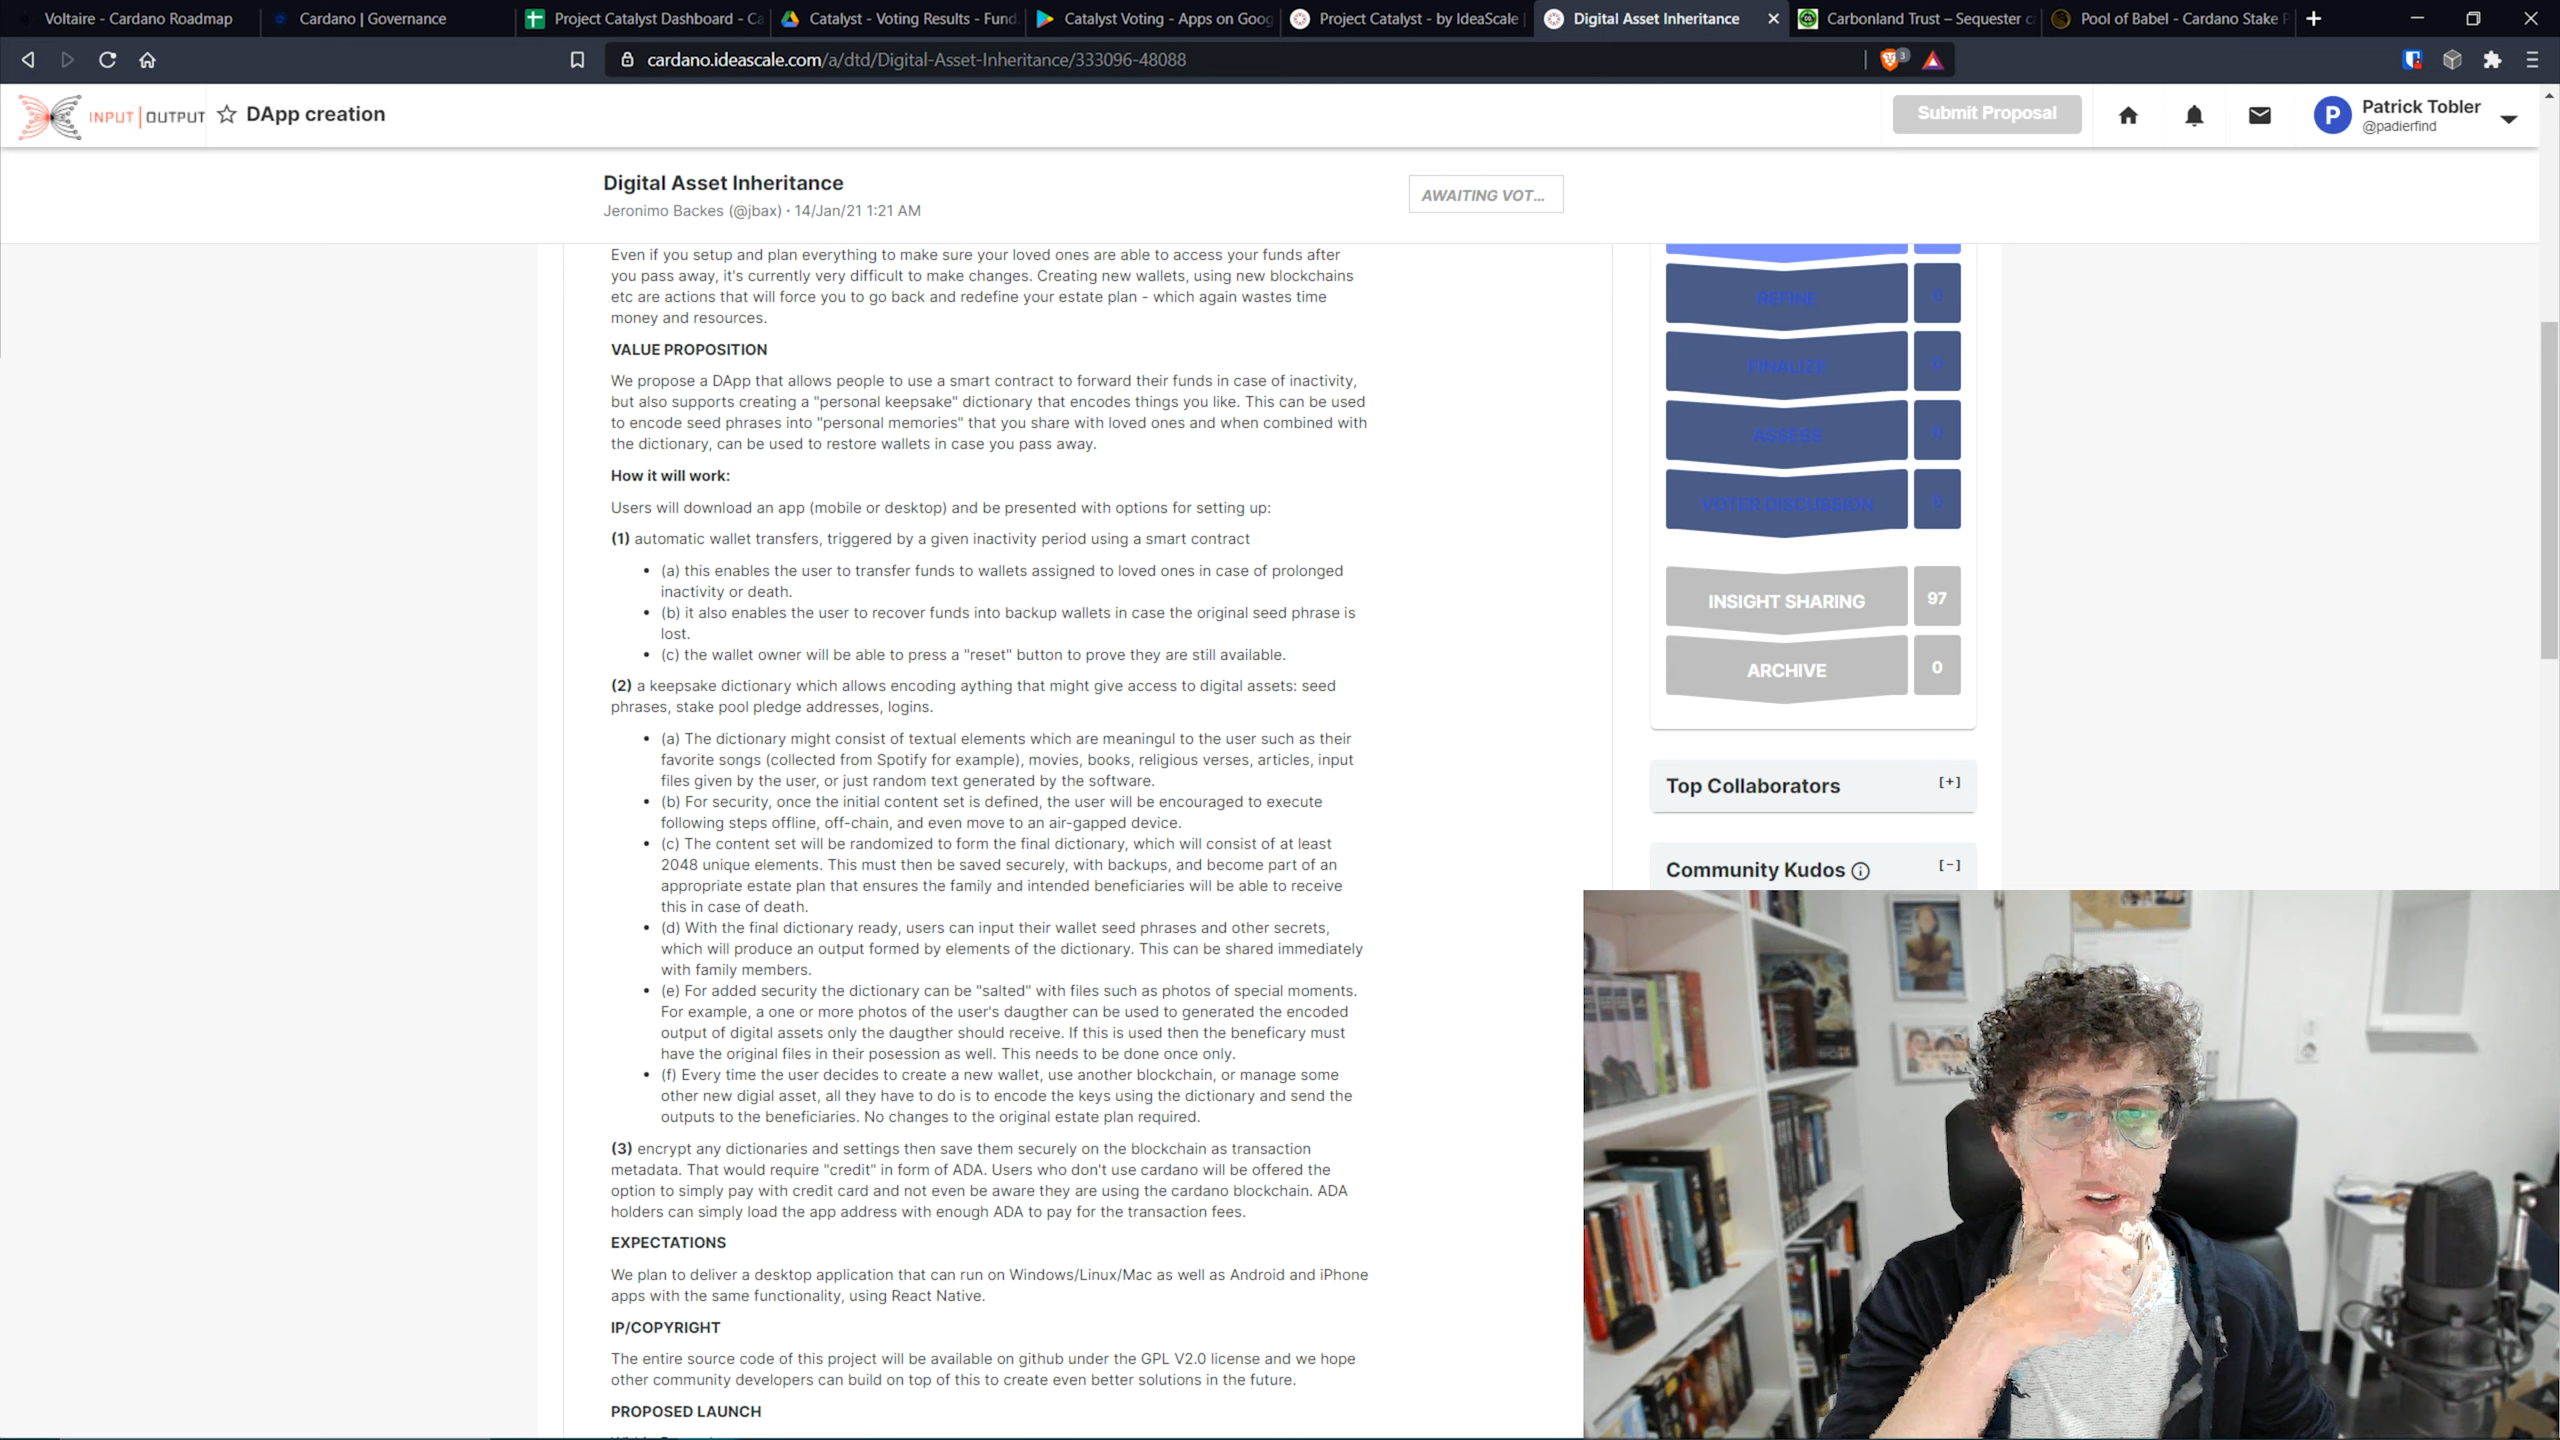 Voltaire - Cardano Roadmap
Cardano | Governance
Project Catalyst Dashboard - Ca
Catalyst - Voting Results - Fund
Catalyst Voting - Apps on Goog
Project Catalyst - by IdeaScale
Digital Asset Inheritance
Carbonland Trust – Sequester c
Pool of Babel - Cardano Stake P
cardano.ideascale.com/a/dtd/Digital-Asset-Inheritance/333096-48088
3
INPUT | OUTPUT
DApp creation
Submit Proposal
P
Patrick Tobler
@padierfind
Digital Asset Inheritance
Jeronimo Backes (@jbax) • 14/Jan/21 1:21 AM
AWAITING VOT...
Even if you setup and plan everything to make sure your loved ones are able to access your funds after
you pass away, it's currently very difficult to make changes. Creating new wallets, using new blockchains
etc are actions that will force you to go back and redefine your estate plan - which again wastes time
money and resources.
VALUE PROPOSITION
We propose a DApp that allows people to use a smart contract to forward their funds in case of inactivity,
but also supports creating a "personal keepsake" dictionary that encodes things you like. This can be used
to encode seed phrases into "personal memories" that you share with loved ones and when combined with
the dictionary, can be used to restore wallets in case you pass away.
How it will work:
Users will download an app (mobile or desktop) and be presented with options for setting up:
(1) automatic wallet transfers, triggered by a given inactivity period using a smart contract
• (a) this enables the user to transfer funds to wallets assigned to loved ones in case of prolonged
inactivity or death.
• (b) it also enables the user to recover funds into backup wallets in case the original seed phrase is
lost.
• (c) the wallet owner will be able to press a "reset" button to prove they are still available.
(2) a keepsake dictionary which allows encoding aything that might give access to digital assets: seed
phrases, stake pool pledge addresses, logins.
• (a) The dictionary might consist of textual elements which are meaningul to the user such as their
favorite songs (collected from Spotify for example), movies, books, religious verses, articles, input
files given by the user, or just random text generated by the software.
• (b) For security, once the initial content set is defined, the user will be encouraged to execute
following steps offline, off-chain, and even move to an air-gapped device.
• (c) The content set will be randomized to form the final dictionary, which will consist of at least
2048 unique elements. This must then be saved securely, with backups, and become part of an
appropriate estate plan that ensures the family and intended beneficiaries will be able to receive
this in case of death.
• (d) With the final dictionary ready, users can input their wallet seed phrases and other secrets,
which will produce an output formed by elements of the dictionary. This can be shared immediately
with family members.
• (e) For added security the dictionary can be "salted" with files such as photos of special moments.
For example, a one or more photos of the user's daugther can be used to generated the encoded
output of digital assets only the daugther should receive. If this is used then the beneficary must
have the original files in their posession as well. This needs to be done once only.
• (f) Every time the user decides to create a new wallet, use another blockchain, or manage some
other new digial asset, all they have to do is to encode the keys using the dictionary and send the
outputs to the beneficiaries. No changes to the original estate plan required.
(3) encrypt any dictionaries and settings then save them securely on the blockchain as transaction
metadata. That would require "credit" in form of ADA. Users who don't use cardano will be offered the
option to simply pay with credit card and not even be aware they are using the cardano blockchain. ADA
holders can simply load the app address with enough ADA to pay for the transaction fees.
EXPECTATIONS
We plan to deliver a desktop application that can run on Windows/Linux/Mac as well as Android and iPhone
apps with the same functionality, using React Native.
IP/COPYRIGHT
The entire source code of this project will be available on github under the GPL V2.0 license and we hope
other community developers can build on top of this to create even better solutions in the future.
PROPOSED LAUNCH
REFINE 0
FINALIZE 0
ASSESS 0
VOTER DISCUSSION 0
INSIGHT SHARING 97
ARCHIVE 0
Top Collaborators [+]
Community Kudos [-]